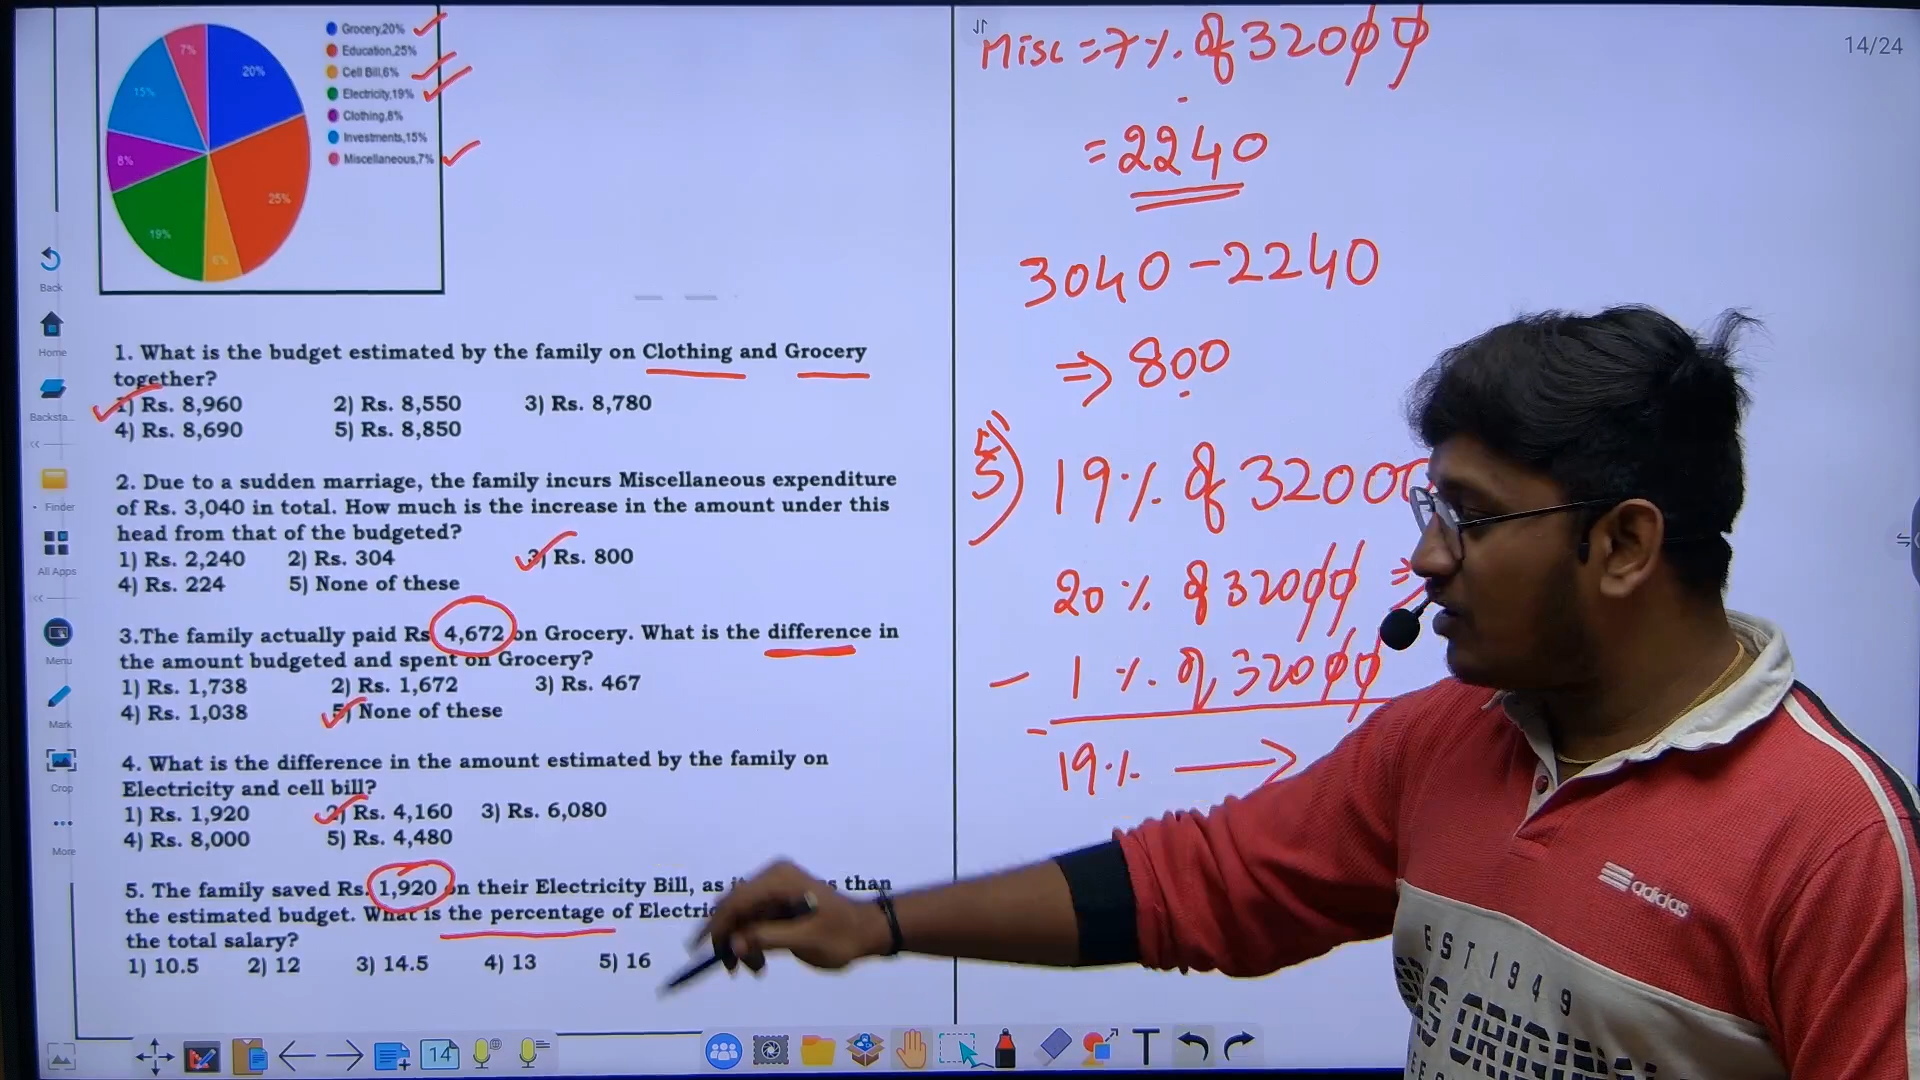 Grocery,20%
Education,25%
Cell Bill,6%
Electricity,19%
Clothing,8%
Investments,15%
Miscellaneous,7%
7%
20%
15%
8%
25%
19%
6%
1. What is the budget estimated by the family on Clothing and Grocery
together?
1) Rs. 8,960 2) Rs. 8,550 3) Rs. 8,780
4) Rs. 8,690 5) Rs. 8,850
2. Due to a sudden marriage, the family incurs Miscellaneous expenditure
of Rs. 3,040 in total. How much is the increase in the amount under this
head from that of the budgeted?
1) Rs. 2,240 2) Rs. 304 3) Rs. 800
4) Rs. 224 5) None of these
3.The family actually paid Rs 4,672 on Grocery. What is the difference in
the amount budgeted and spent on Grocery?
1) Rs. 1,738 2) Rs. 1,672 3) Rs. 467
4) Rs. 1,038 5) None of these
4. What is the difference in the amount estimated by the family on
Electricity and cell bill?
1) Rs. 1,920 2) Rs. 4,160 3) Rs. 6,080
4) Rs. 8,000 5) Rs. 4,480
5. The family saved Rs. 1,920 on their Electricity Bill, as than
the estimated budget. What is the percentage of
the total salary?
1) 10.5 2) 12 3) 14.5 4) 13 5) 16
Misc = 7% of 32000
= 2240
3040 - 2240
⇒ 800
5) 19% of 32000
20% of 32000 ⇒
- 1% of 32000
19% →
14/24
Back
Home
Backsta...
Finder
All Apps
Menu
Mark
Crop
More
14
T
adidas
EST 1949